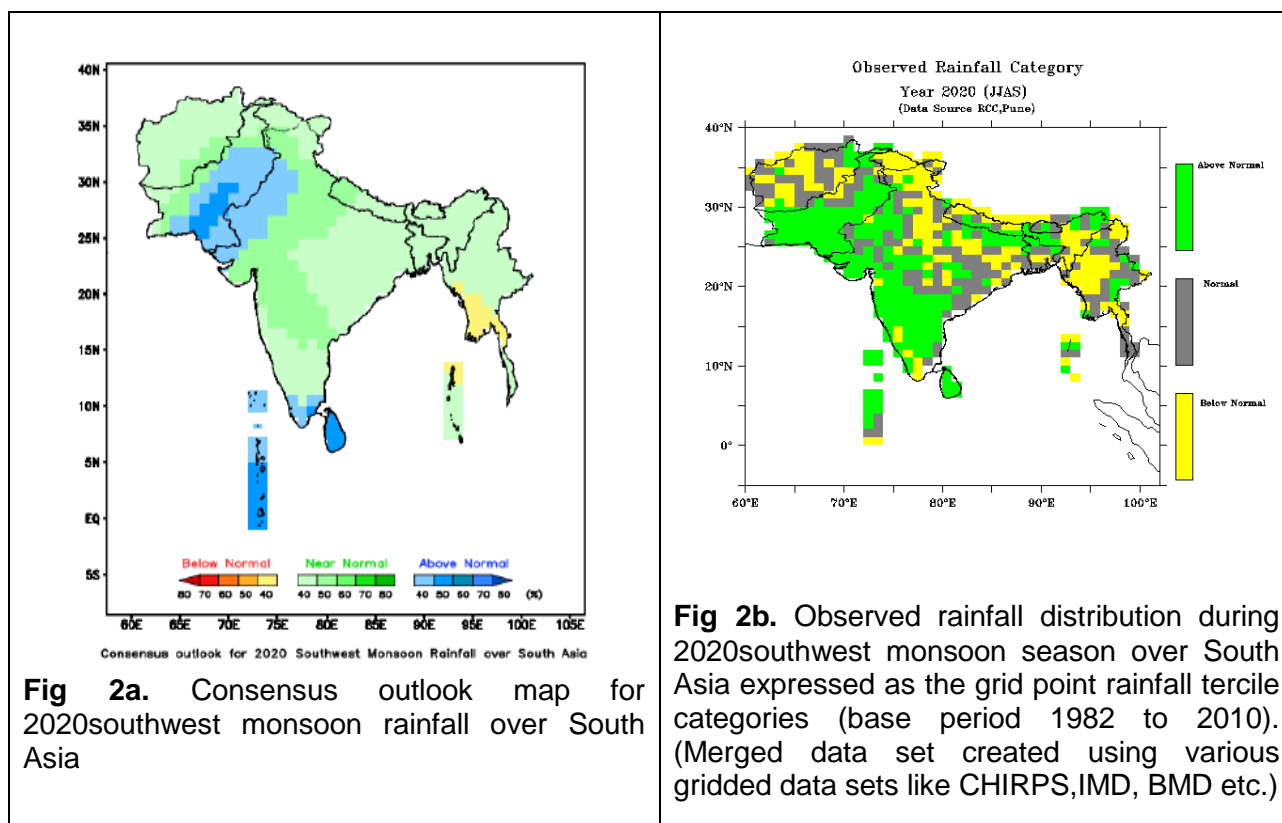 40N
35N
30N
25N
20N
15N
10N
5N
EQ
5S
Below Normal Near Normal Above Normal
80 70 60 50 40 40 50 60 70 80 40 50 60 70 80 (%)
60E 65E 70E 75E 80E 85E 90E 95E 100E 105E
Consensus outlook for 2020 Southwest Monsoon Rainfall over South Asia
Fig 2a. Consensus outlook map for
2020southwest monsoon rainfall over South
Asia
Observed Rainfall Category
Year 2020 (JJAS)
(Data Source RCC,Pune)
40°N
30°N
20°N
10°N
0°
60°E 70°E 80°E 90°E 100°E
Above Normal
Normal
Below Normal
Fig 2b. Observed rainfall distribution during
2020southwest monsoon season over South
Asia expressed as the grid point rainfall tercile
categories (base period 1982 to 2010).
(Merged data set created using various
gridded data sets like CHIRPS,IMD, BMD etc.)